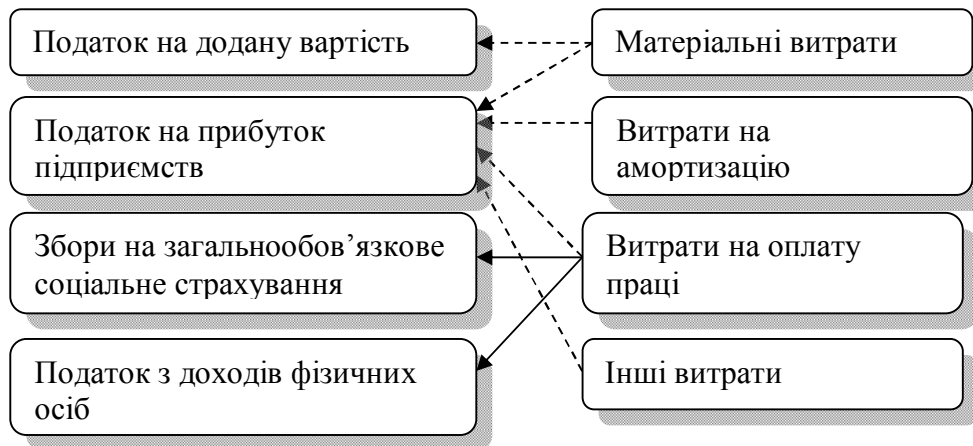 Податок на додану вартість
Матеріальні витрати
Податок на прибуток
підприємств
Витрати на
амортизацію
Збори на загальнообов’язкове
соціальне страхування
Витрати на оплату
праці
Податок з доходів фізичних
осіб
Інші витрати